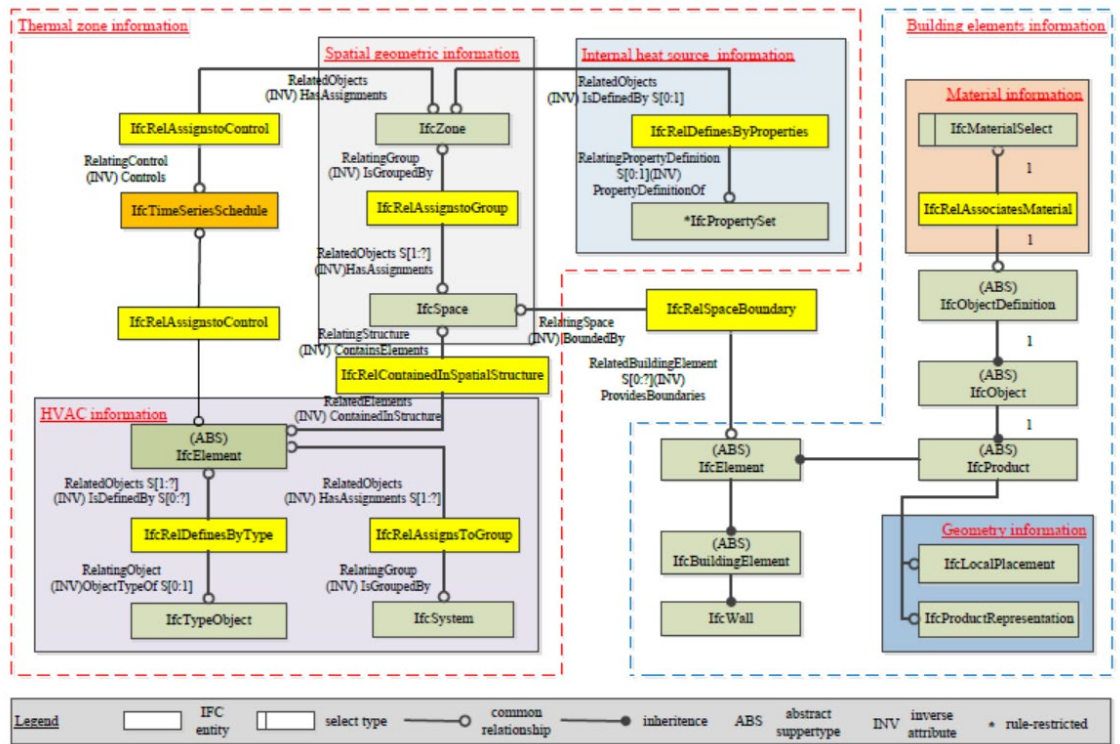 Thermal zone information
Building elements information
Spatial geometric information
Internal heat source information
RelatedObjects
(INV) HasAssignments
RelatedObjects
(INV) IsDefinedBy S[0:1]
Material information
IfcRelAssignstoControl
IfcZone
IfcRelDefinesByProperties
IfcMaterialSelect
RelatingControl
(INV) Controls
RelatingGroup
(INV) IsGroupedBy
RelatingPropertyDefinition
S[0:1](INV)
PropertyDefinitionOf
1
IfcTimeSeriesSchedule
IfcRelAssignstoGroup
*IfcPropertySet
IfcRelAssociatesMaterial
1
RelatedObjects S[1:?]
(INV)HasAssignments
(ABS)
IfcObjectDefinition
IfcRelAssignstoControl
IfcSpace
IfcRelSpaceBoundary
RelatingSpace
(INV) BoundedBy
RelatingStructure
(INV) ContainsElements
1
IfcRelContainedInSpatialStructure
RelatedBuildingElement
S[0:?](INV)
ProvidesBoundaries
(ABS)
IfcObject
RelatedElements
(INV) ContainedInStructure
HVAC information
1
(ABS)
IfcElement
(ABS)
IfcElement
(ABS)
IfcProduct
RelatedObjects S[1:?]
(INV) IsDefinedBy S[0:?]
RelatedObjects
(INV) HasAssignments S[1:?]
IfcRelDefinesByType
IfcRelAssignsToGroup
(ABS)
IfcBuildingElement
Geometry information
IfcLocalPlacement
RelatingObject
(INV)ObjectTypeOf S[0:1]
RelatingGroup
(INV) IsGroupedBy
IfcTypeObject
IfcSystem
IfcWall
IfcProductRepresentation
Legend
IFC
entity
select type
common
relationship
inheritence
ABS
abstract
suppertype
INV
inverse
attribute
* rule-restricted